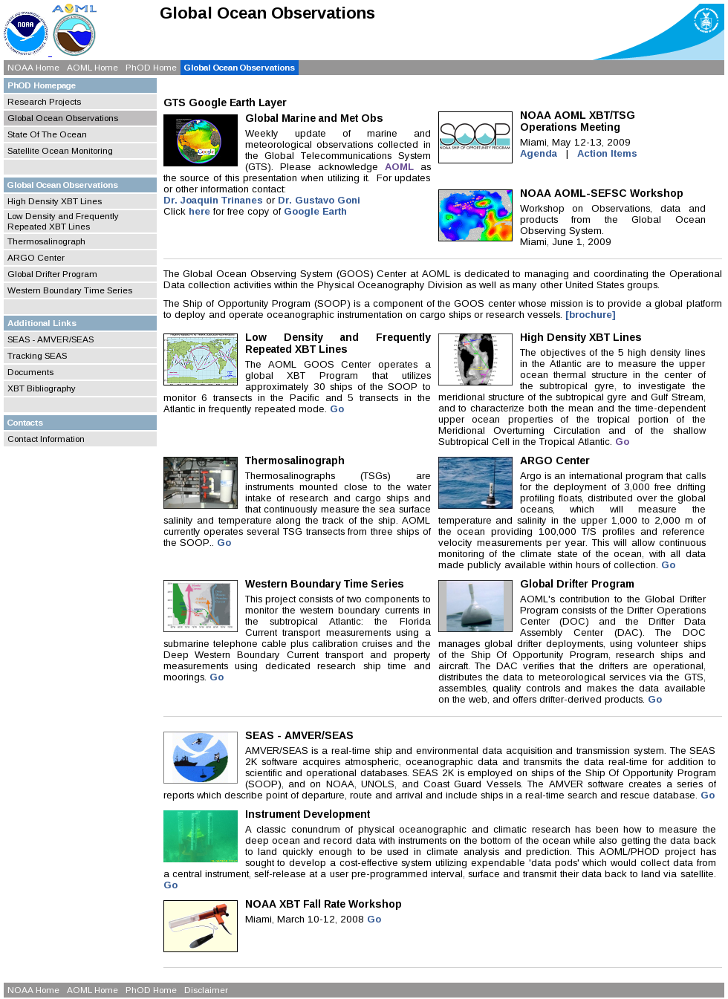 AOML
NOAA
Global Ocean Observations
NOAA Home AOML Home PhOD Home Global Ocean Observations
PhOD Homepage
Research Projects
Global Ocean Observations
State Of The Ocean
Satellite Ocean Monitoring
Global Ocean Observations
High Density XBT Lines
Low Density and Frequently
Repeated XBT Lines
Thermosalinograph
ARGO Center
Global Drifter Program
Western Boundary Time Series
Additional Links
SEAS - AMVER/SEAS
Tracking SEAS
Documents
XBT Bibliography
Contacts
Contact Information
GTS Google Earth Layer
Google
Global Marine and Met Obs
Weekly update of marine and
meteorological observations collected in
the Global Telecommunications System
(GTS). Please acknowledge AOML as
the source of this presentation when utilizing it. For updates
or other information contact:
Dr. Joaquin Trinanes or Dr. Gustavo Goni
Click here for free copy of Google Earth
SOOP
NOAA SHIP OF OPPORTUNITY PROGRAM
NOAA AOML XBT/TSG
Operations Meeting
Miami, May 12-13, 2009
Agenda | Action Items
NOAA AOML-SEFSC Workshop
Workshop on Observations, data and
products from the Global Ocean
Observing System.
Miami, June 1, 2009
The Global Ocean Observing System (GOOS) Center at AOML is dedicated to managing and coordinating the Operational
Data collection activities within the Physical Oceanography Division as well as many other United States groups.
The Ship of Opportunity Program (SOOP) is a component of the GOOS center whose mission is to provide a global platform
to deploy and operate oceanographic instrumentation on cargo ships or research vessels. [brochure]
Low Density and Frequently
Repeated XBT Lines
The AOML GOOS Center operates a
global XBT Program that utilizes
approximately 30 ships of the SOOP to
monitor 6 transects in the Pacific and 5 transects in the
Atlantic in frequently repeated mode. Go
High Density XBT Lines
The objectives of the 5 high density lines
in the Atlantic are to measure the upper
ocean thermal structure in the center of
the subtropical gyre, to investigate the
meridional structure of the subtropical gyre and Gulf Stream,
and to characterize both the mean and the time-dependent
upper ocean properties of the tropical portion of the
Meridional Overturning Circulation and of the shallow
Subtropical Cell in the Tropical Atlantic. Go
Thermosalinograph
Thermosalinographs (TSGs) are
instruments mounted close to the water
intake of research and cargo ships and
that continuously measure the sea surface
salinity and temperature along the track of the ship. AOML
currently operates several TSG transects from three ships of
the SOOP.. Go
ARGO Center
Argo is an international program that calls
for the deployment of 3,000 free drifting
profiling floats, distributed over the global
oceans, which will measure the
temperature and salinity in the upper 1,000 to 2,000 m of
the ocean providing 100,000 T/S profiles and reference
velocity measurements per year. This will allow continuous
monitoring of the climate state of the ocean, with all data
made publicly available within hours of collection. Go
Western Boundary Time Series
This project consists of two components to
monitor the western boundary currents in
the subtropical Atlantic: the Florida
Current transport measurements using a
submarine telephone cable plus calibration cruises and the
Deep Western Boundary Current transport and property
measurements using dedicated research ship time and
moorings. Go
Global Drifter Program
AOML's contribution to the Global Drifter
Program consists of the Drifter Operations
Center (DOC) and the Drifter Data
Assembly Center (DAC). The DOC
manages global drifter deployments, using volunteer ships
of the Ship Of Opportunity Program, research ships and
aircraft. The DAC verifies that the drifters are operational,
distributes the data to meteorological services via the GTS,
assembles, quality controls and makes the data available
on the web, and offers drifter-derived products. Go
SEAS - AMVER/SEAS
AMVER/SEAS is a real-time ship and environmental data acquisition and transmission system. The SEAS
2K software acquires atmospheric, oceanographic data and transmits the data real-time for addition to
scientific and operational databases. SEAS 2K is employed on ships of the Ship Of Opportunity Program
(SOOP), and on NOAA, UNOLS, and Coast Guard Vessels. The AMVER software creates a series of
reports which describe point of departure, route and arrival and include ships in a real-time search and rescue database. Go
Instrument Development
A classic conundrum of physical oceanographic and climatic research has been how to measure the
deep ocean and record data with instruments on the bottom of the ocean while also getting the data back
to land quickly enough to be used in climate analysis and prediction. This AOML/PHOD project has
sought to develop a cost-effective system utilizing expendable 'data pods' which would collect data from
a central instrument, self-release at a user pre-programmed interval, surface and transmit their data back to land via satellite.
Go
NOAA XBT Fall Rate Workshop
Miami, March 10-12, 2008 Go
NOAA Home AOML Home PhOD Home Disclaimer